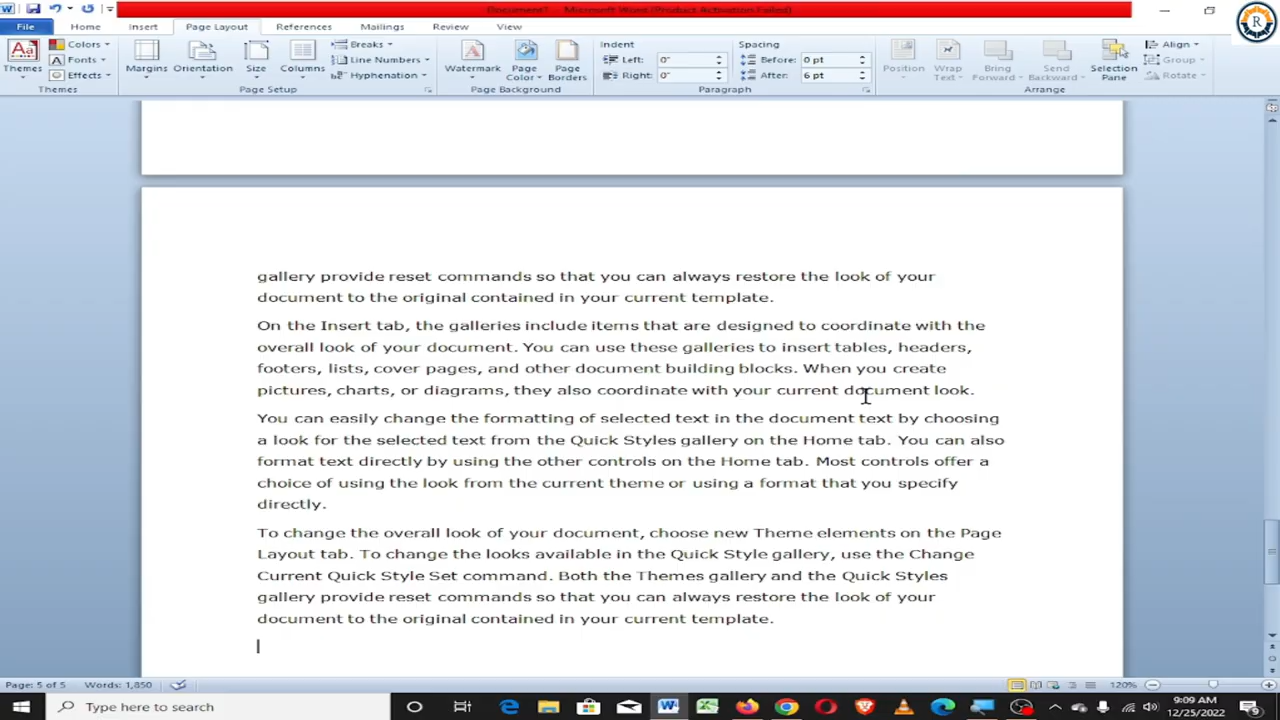 Document7 - Microsoft Word (Product Activation Failed)
File Home Insert Page Layout References Mailings Review View
R
Themes
Colors
Fonts
Effects
Themes
Margins
Orientation
Size
Columns
Breaks
Line Numbers
Hyphenation
Page Setup
Watermark
Page Color
Page Borders
Page Background
Indent
Left: 0"
Right: 0"
Spacing
Before: 0 pt
After: 6 pt
Paragraph
Position
Wrap Text
Bring Forward
Send Backward
Selection Pane
Align
Group
Rotate
Arrange
gallery provide reset commands so that you can always restore the look of your
document to the original contained in your current template.
On the Insert tab, the galleries include items that are designed to coordinate with the
overall look of your document. You can use these galleries to insert tables, headers,
footers, lists, cover pages, and other document building blocks. When you create
pictures, charts, or diagrams, they also coordinate with your current document look.
You can easily change the formatting of selected text in the document text by choosing
a look for the selected text from the Quick Styles gallery on the Home tab. You can also
format text directly by using the other controls on the Home tab. Most controls offer a
choice of using the look from the current theme or using a format that you specify
directly.
To change the overall look of your document, choose new Theme elements on the Page
Layout tab. To change the looks available in the Quick Style gallery, use the Change
Current Quick Style Set command. Both the Themes gallery and the Quick Styles
gallery provide reset commands so that you can always restore the look of your
document to the original contained in your current template.
Page: 5 of 5 Words: 1,850 120%
Type here to search
9:09 AM
12/25/2022